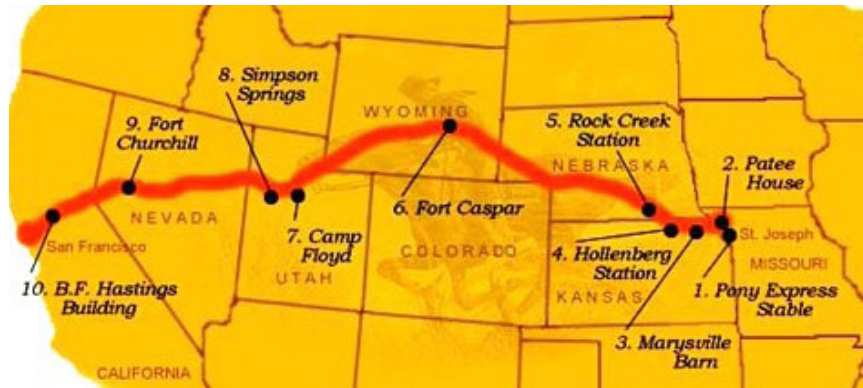 8. Simpson
Springs
WYOMING
9. Fort
Churchill
5. Rock Creek
Station
NEBRASKA
2. Patee
House
NEVADA
6. Fort Caspar
St. Joseph
San Francisco
7. Camp
Floyd
COLORADO
4. Hollenberg
Station
MISSOURI
UTAH
10. B.F. Hastings
Building
KANSAS
1. Pony Express
Stable
3. Marysville
Barn
CALIFORNIA